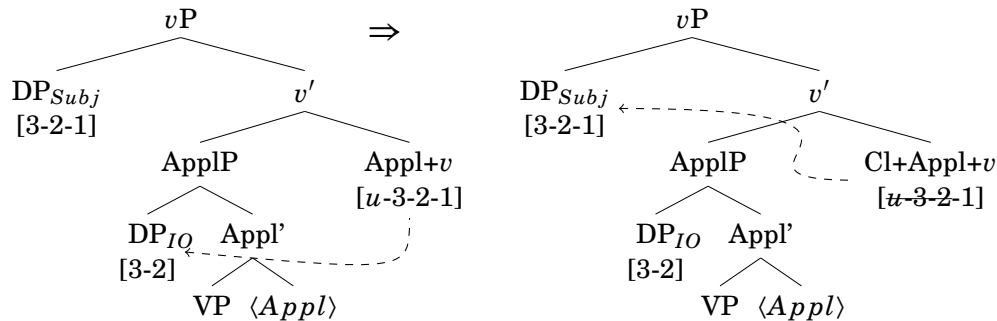 vP ⇒ vP
DP_Subj v′ DP_Subj v′
[3-2-1] [3-2-1]
ApplP Appl+v ApplP Cl+Appl+v
[u-3-2-1] [u-3-2-1]
DP_IO Appl' DP_IO Appl'
[3-2] [3-2]
VP ⟨Appl⟩ VP ⟨Appl⟩